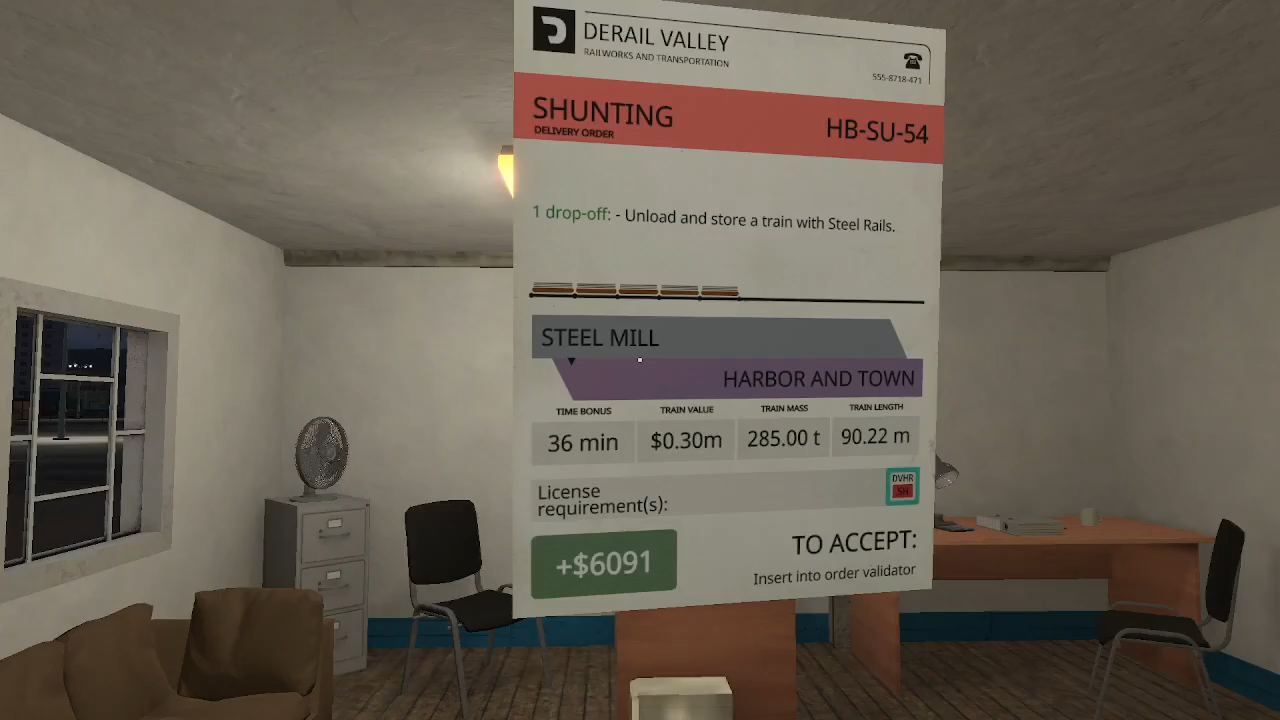 DERAIL VALLEY
RAILWORKS AND TRANSPORTATION
555-8718-471
SHUNTING
HB-SU-54
DELIVERY ORDER
1 drop-off: - Unload and store a train with Steel Rails.
STEEL MILL
HARBOR AND TOWN
TIME BONUS TRAIN VALUE TRAIN MASS TRAIN LENGTH
36 min $0.30m 285.00 t 90.22 m
License
requirement(s):
DVHR
SH
+$6091
TO ACCEPT:
Insert into order validator